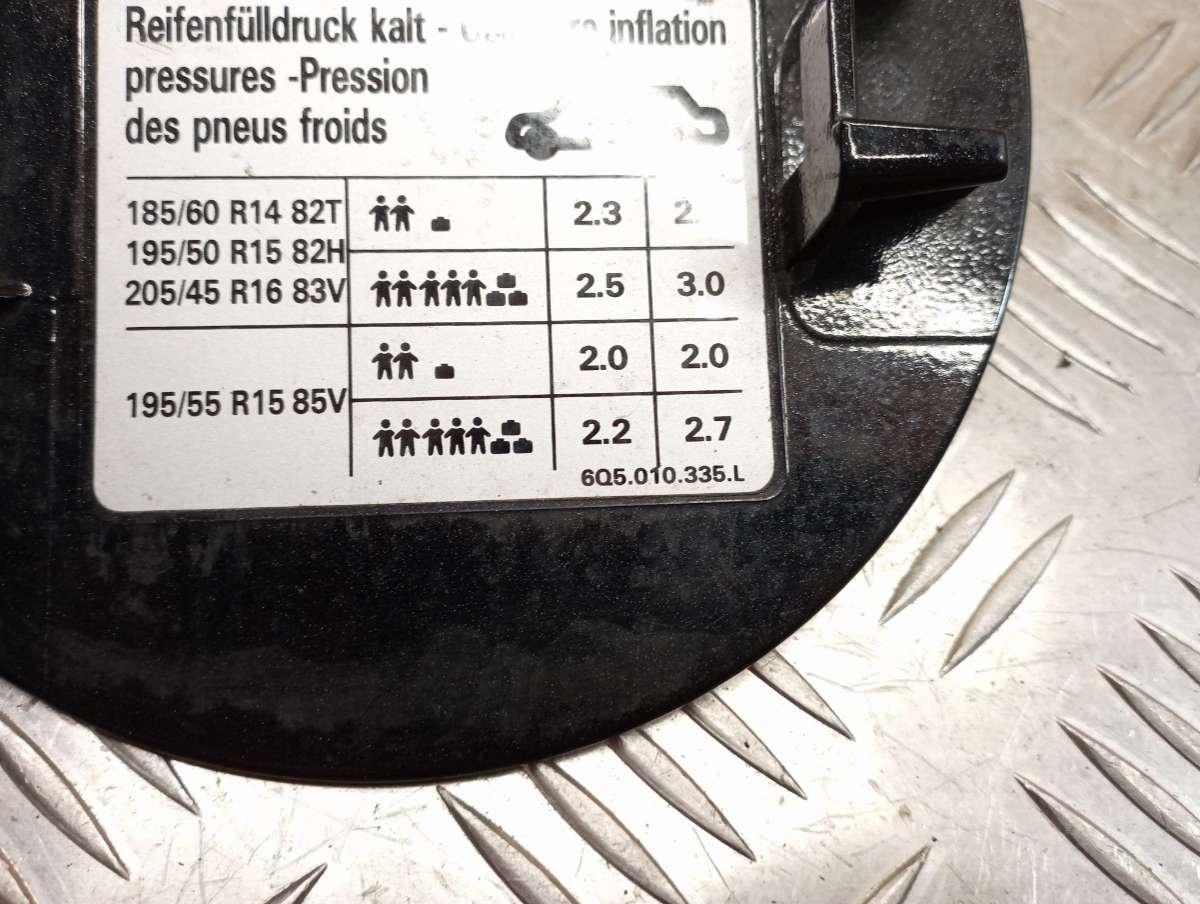 Reifenfülldruck kalt - inflation
pressures -Pression
des pneus froids
185/60 R14 82T 2.3 2.
195/50 R15 82H
205/45 R16 83V 2.5 3.0
2.0 2.0
195/55 R15 85V
2.2 2.7
6Q5.010.335.L